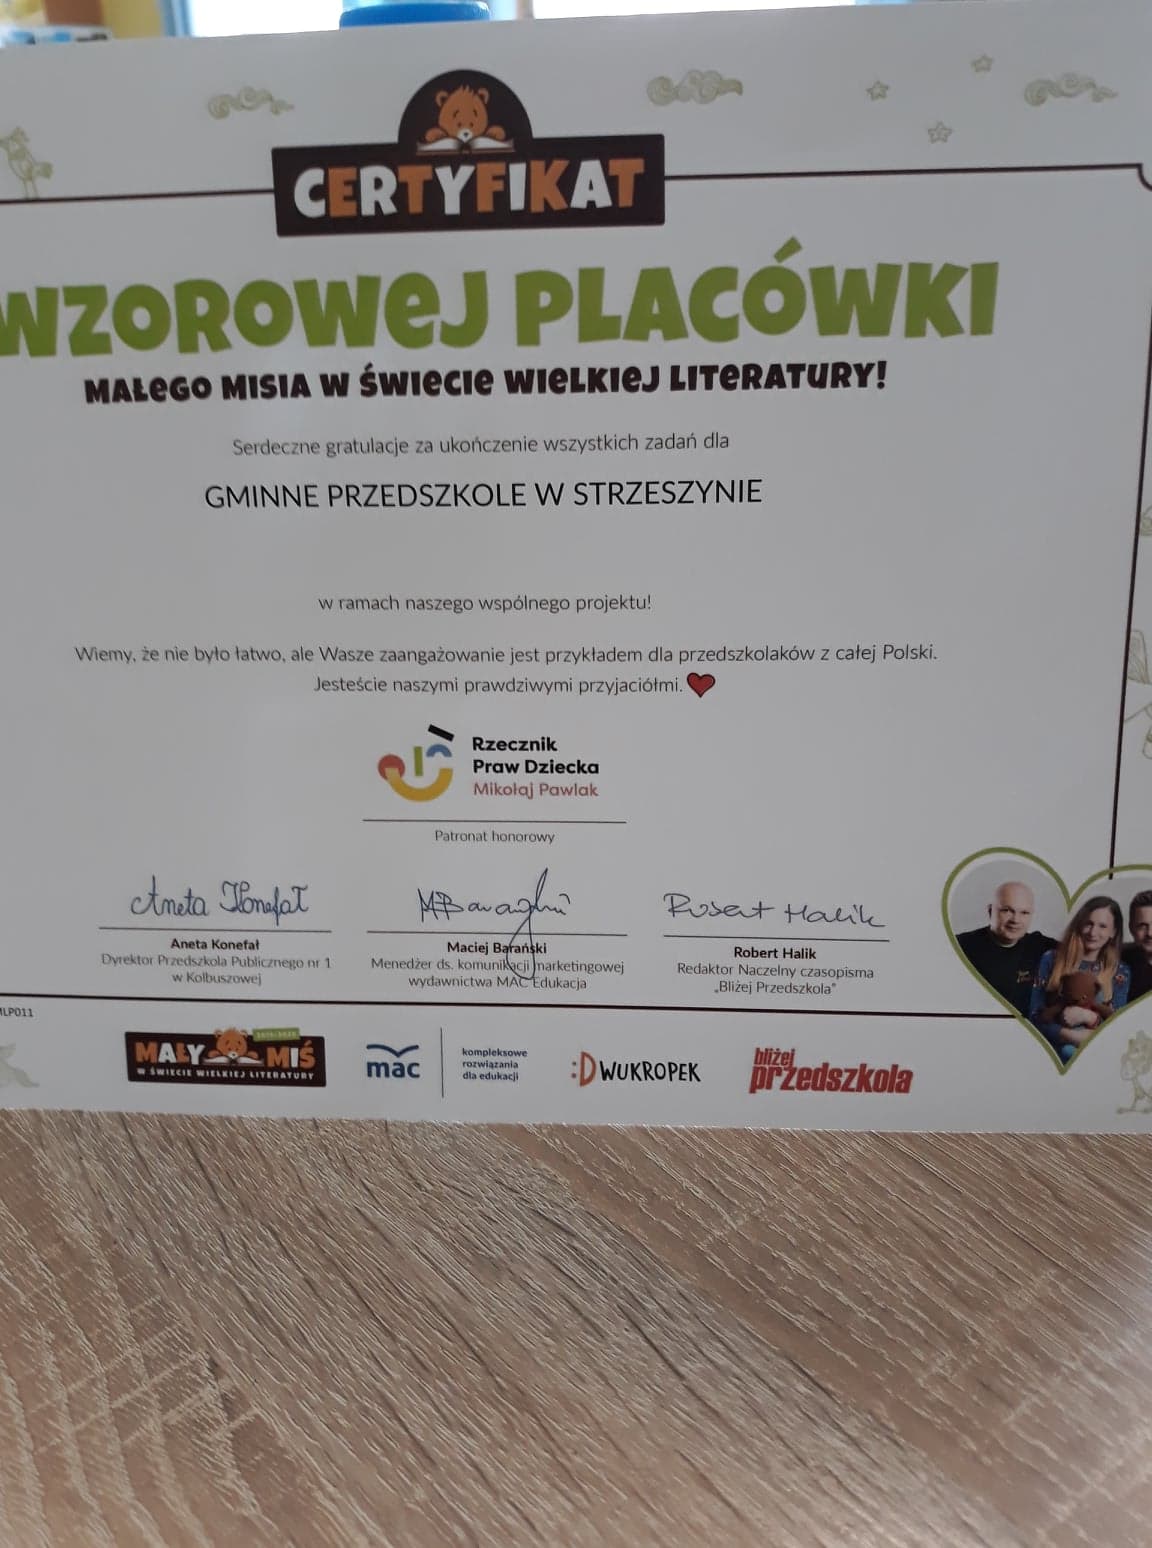 CERTYFIKAT
WZOROWEJ PLACÓWKI
MAŁEGO MISIA W ŚWIECIE WIELKIEJ LITERATURY!
Serdeczne gratulacje za ukończenie wszystkich zadań dla
GMINNE PRZEDSZKOLE W STRZESZYNIE
w ramach naszego wspólnego projektu!
Wiemy, że nie było łatwo, ale Wasze zaangażowanie jest przykładem dla przedszkolaków z całej Polski.
Jesteście naszymi prawdziwymi przyjaciółmi.
Rzecznik
Praw Dziecka
Mikołaj Pawlak
Patronat honorowy
Aneta Konefał
Aneta Konefał
Dyrektor Przedszkola Publicznego nr 1
w Kolbuszowej
MBarański
Maciej Barański
Menedżer ds. komunikacji marketingowej
wydawnictwa MAC Edukacja
Robert Halik
Robert Halik
Redaktor Naczelny czasopisma
„Bliżej Przedszkola"
MLP011
MAŁY MIŚ
W ŚWIECIE WIELKIEJ LITERATURY
mac
kompleksowe
rozwiązania
dla edukacji
:DWUKROPEK
bliżej
przedszkola